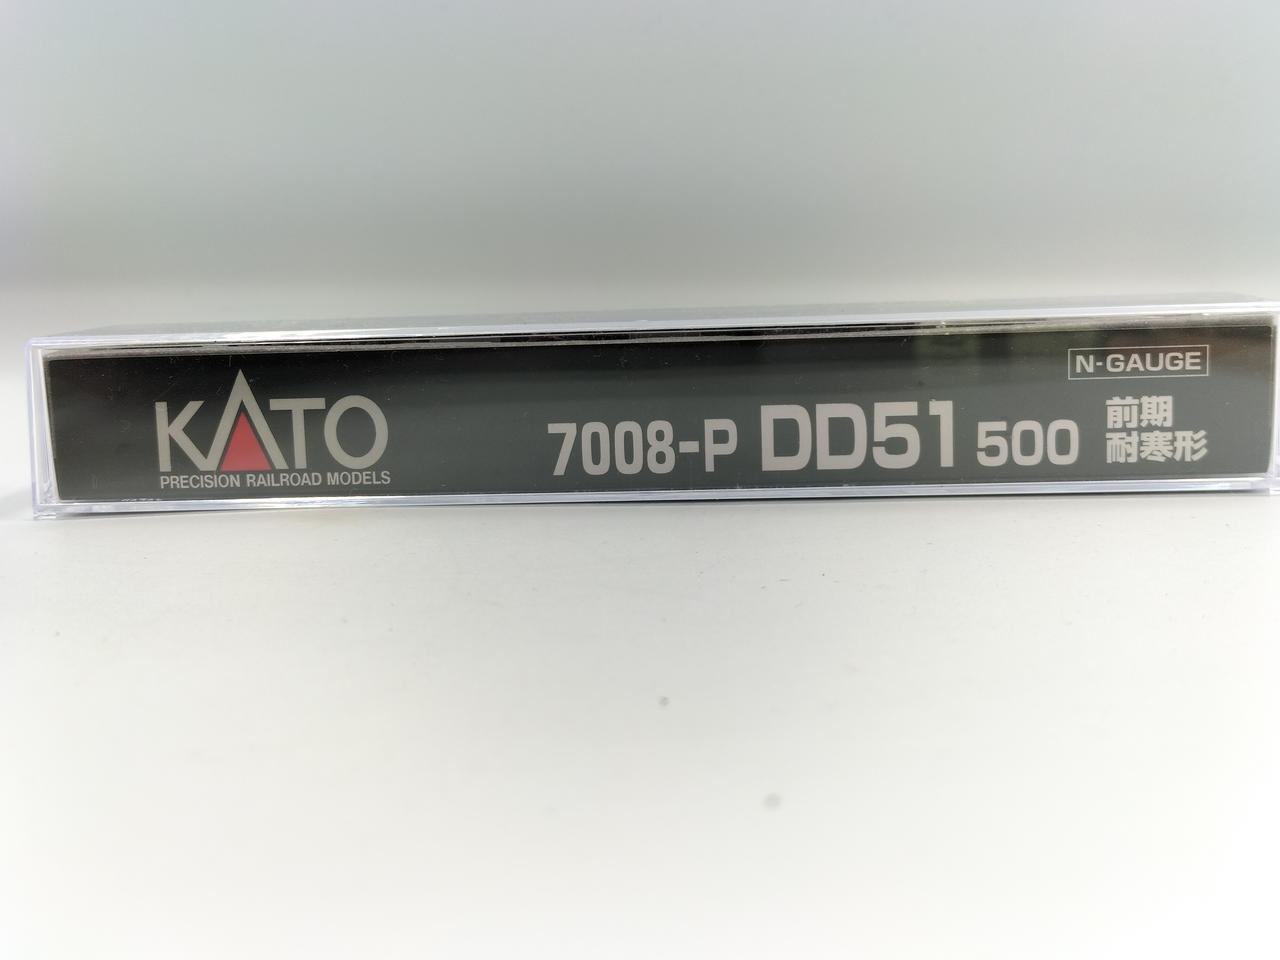 N-GAUGE
KATO
PRECISION RAILROAD MODELS
7008-P DD51 500 前期
耐寒形